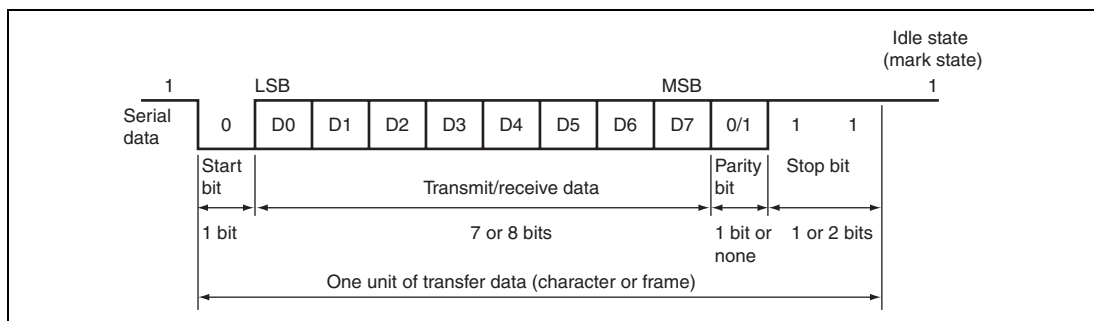 Idle state
(mark state)
1 LSB MSB 1
Serial
data
0 D0 D1 D2 D3 D4 D5 D6 D7 0/1 1 1
Start
bit
Transmit/receive data
Parity
bit
Stop bit
1 bit 7 or 8 bits 1 bit or
none
1 or 2 bits
One unit of transfer data (character or frame)